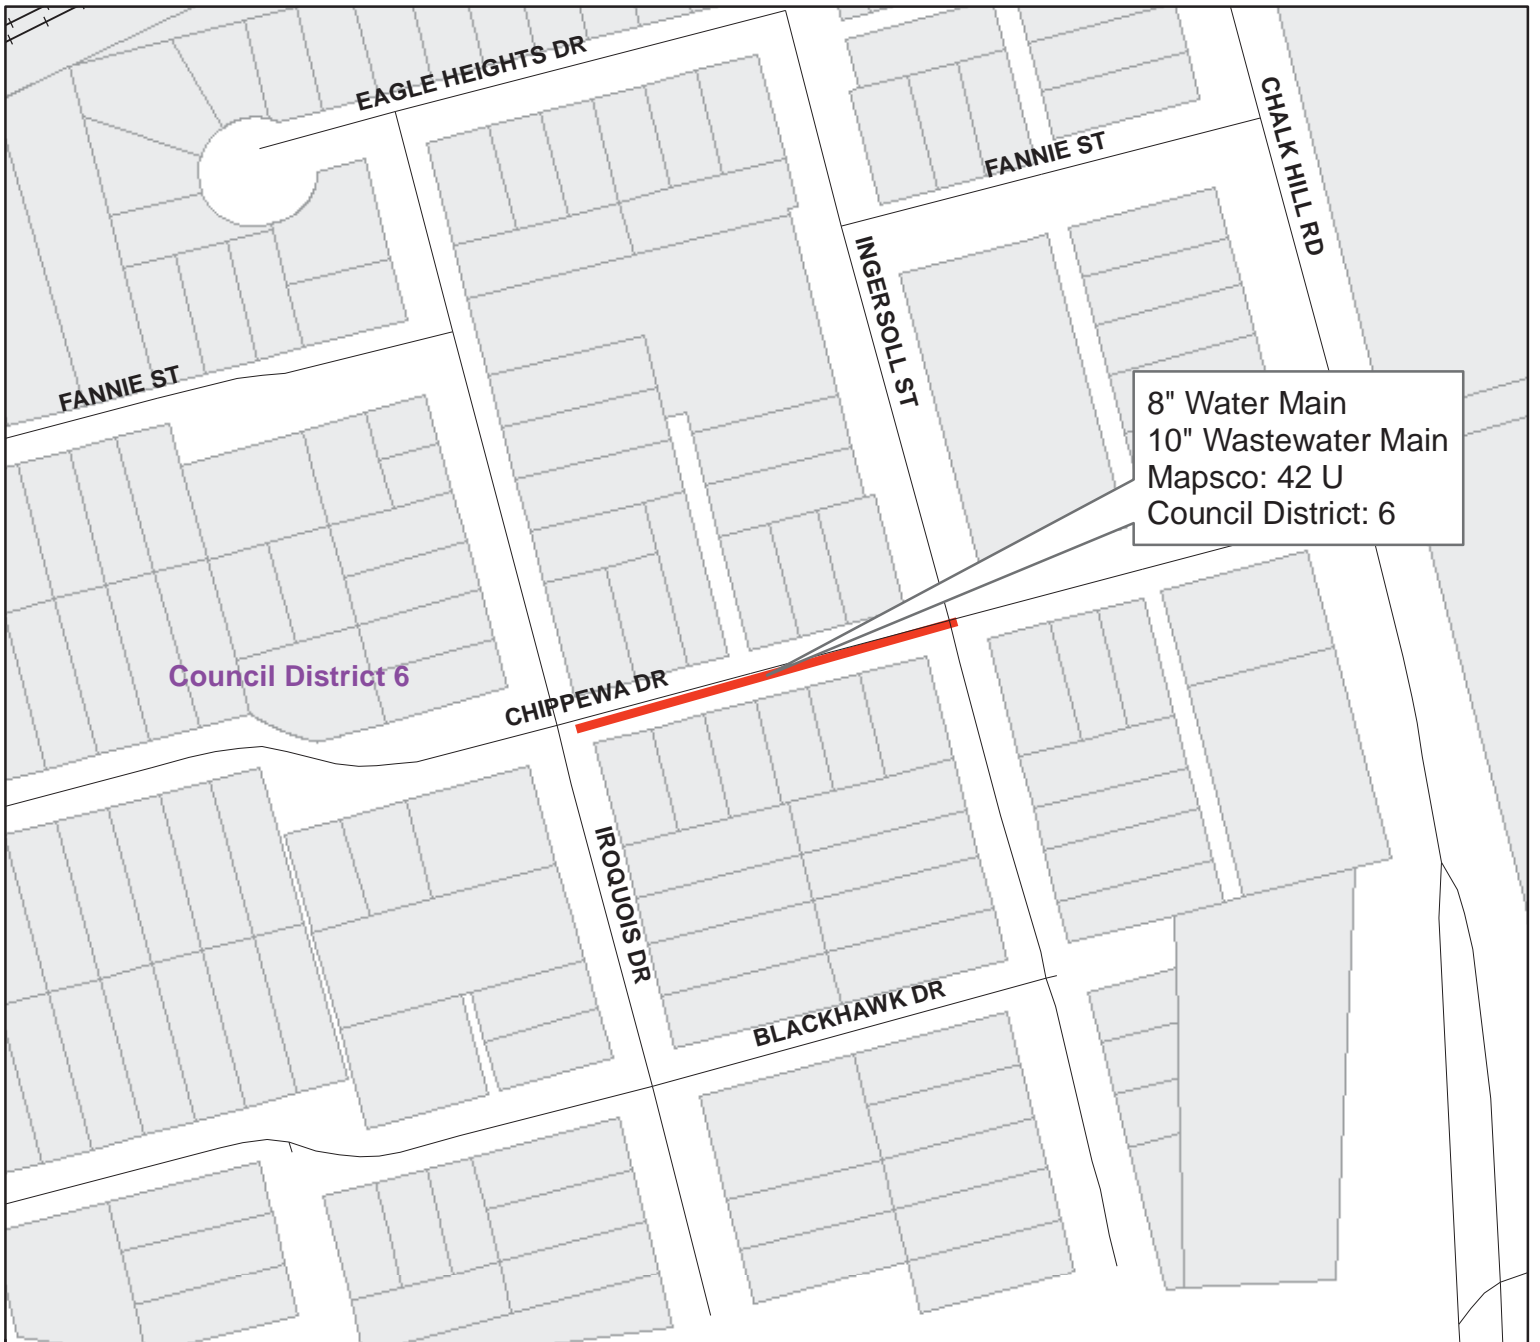 EAGLE HEIGHTS DR
CHALK HILL RD
FANNIE ST
INGERSOLL ST
FANNIE ST
8" Water Main
10" Wastewater Main
Mapsco: 42 U
Council District: 6
Council District 6
CHIPPEWA DR
IROQUOIS DR
BLACKHAWK DR